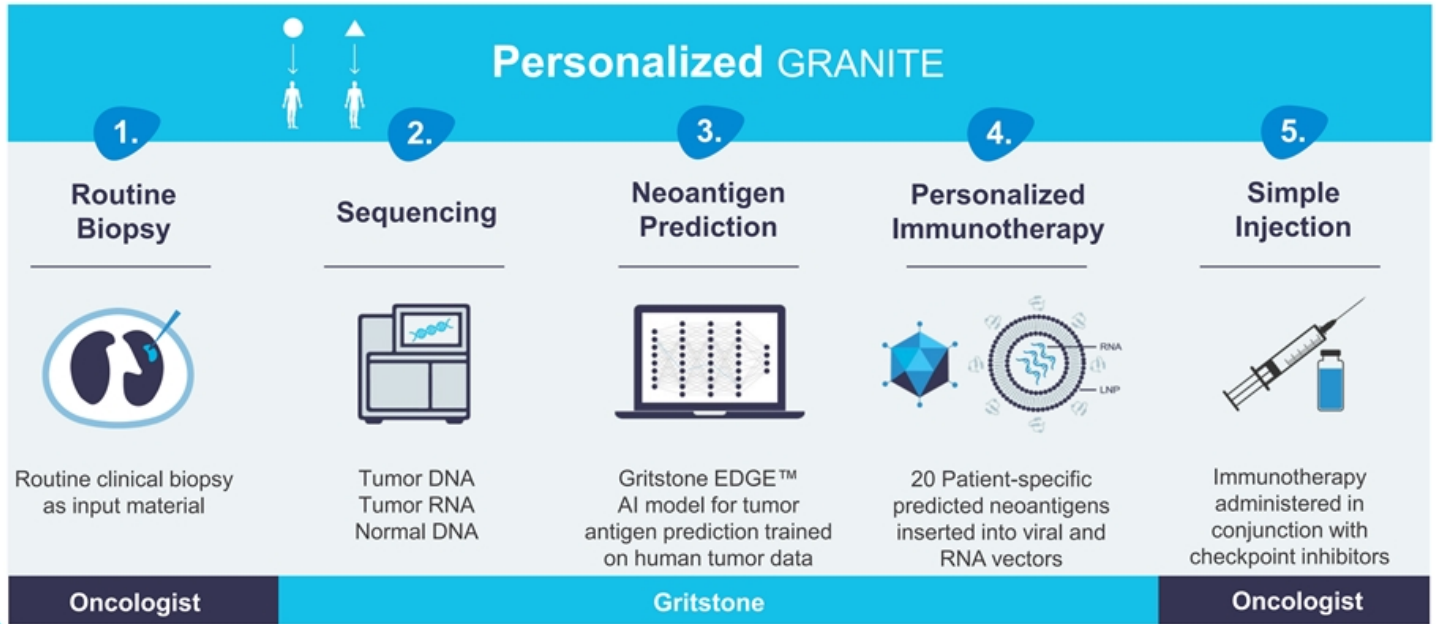 Personalized GRANITE
1.
Routine
Biopsy
Routine clinical biopsy
as input material
2.
Sequencing
Tumor DNA
Tumor RNA
Normal DNA
3.
Neoantigen
Prediction
Gritstone EDGE™
AI model for tumor
antigen prediction trained
on human tumor data
4.
Personalized
Immunotherapy
RNA
LNP
20 Patient-specific
predicted neoantigens
inserted into viral and
RNA vectors
5.
Simple
Injection
Immunotherapy
administered in
conjunction with
checkpoint inhibitors
Oncologist
Gritstone
Oncologist